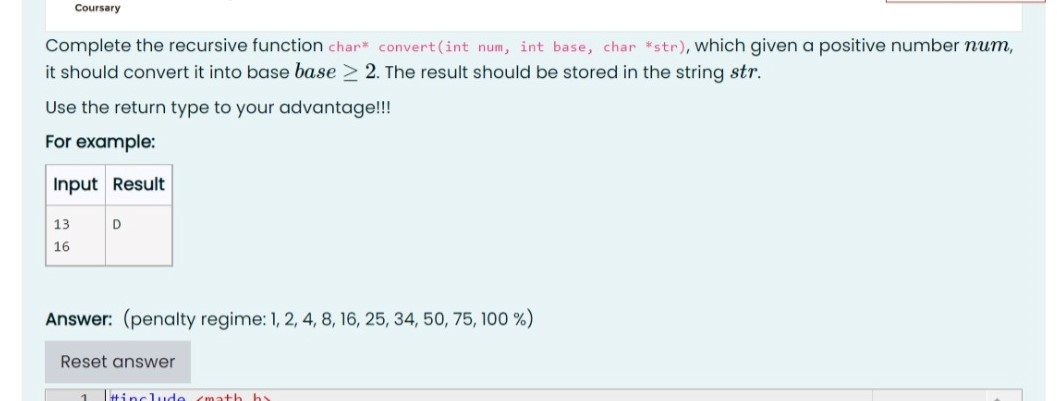 Coursary
Complete the recursive function char* convert(int num, int base, char *str), which given a positive number num,
it should convert it into base base ≥ 2. The result should be stored in the string str.
Use the return type to your advantage!!!
For example:
Input Result
13 D
16
Answer: (penalty regime: 1, 2, 4, 8, 16, 25, 34, 50, 75, 100 %)
Reset answer
1 #include <math.h>